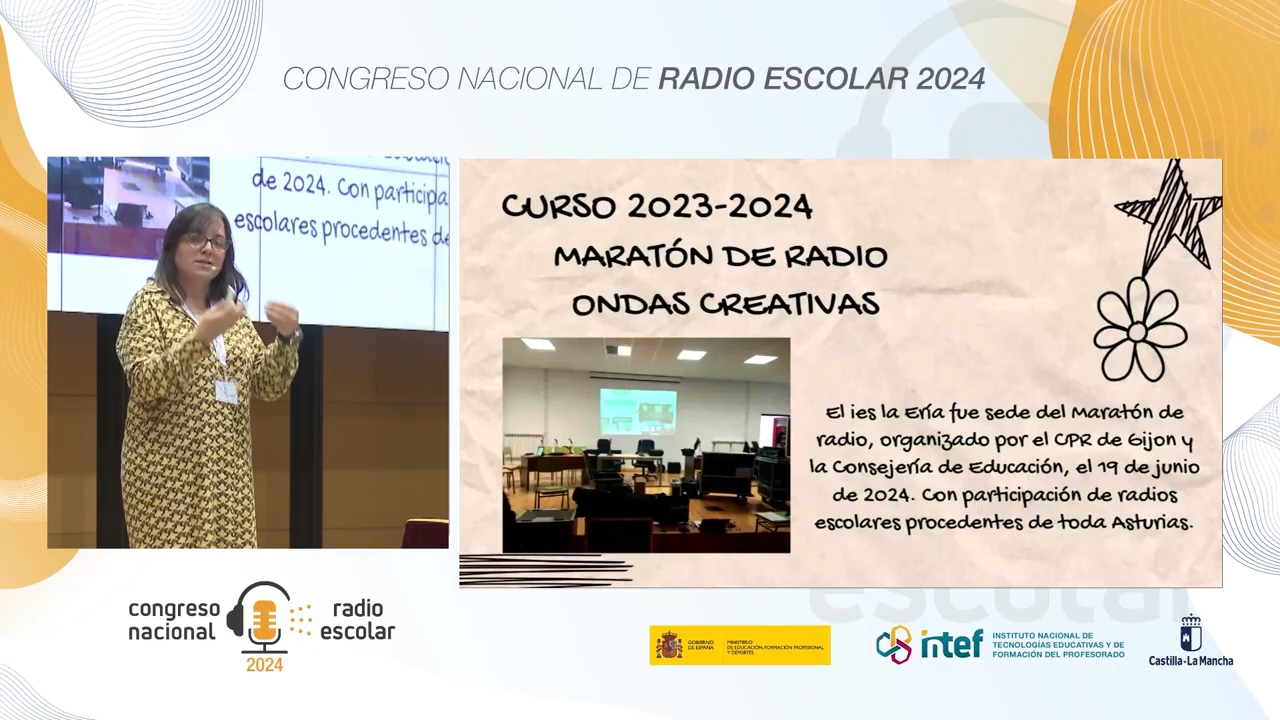 CONGRESO NACIONAL DE RADIO ESCOLAR 2024
de 2024. Con participa
escolares procedentes de
CURSO 2023-2024
MARATÓN DE RADIO
ONDAS CREATIVAS
El ies la Ería fue sede del Maratón de
radio, organizado por el CPR de Gijon y
la Consejería de Educación, el 19 de junio
de 2024. Con participación de radios
escolares procedentes de toda Asturias.
congreso
nacional
radio
escolar
2024
GOBIERNO
DE ESPAÑA
MINISTERIO
DE EDUCACIÓN, FORMACIÓN PROFESIONAL
Y DEPORTES
intef
INSTITUTO NACIONAL DE
TECNOLOGÍAS EDUCATIVAS Y DE
FORMACIÓN DEL PROFESORADO
Castilla-La Mancha
escolar